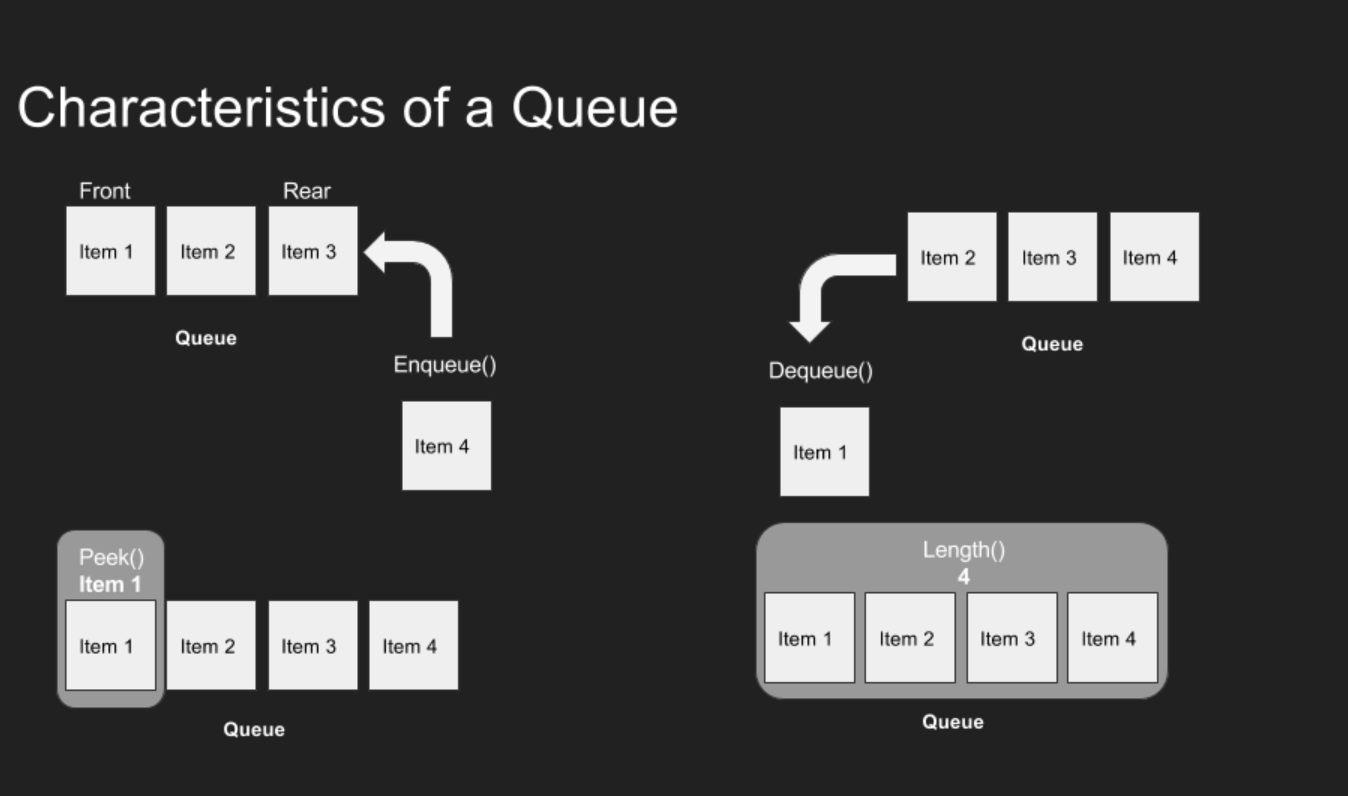 Characteristics of a Queue
Front Rear
Item 1 Item 2 Item 3
Queue
Enqueue()
Item 4
Item 2 Item 3 Item 4
Queue
Dequeue()
Item 1
Peek()
Item 1
Item 1 Item 2 Item 3 Item 4
Queue
Length()
4
Item 1 Item 2 Item 3 Item 4
Queue